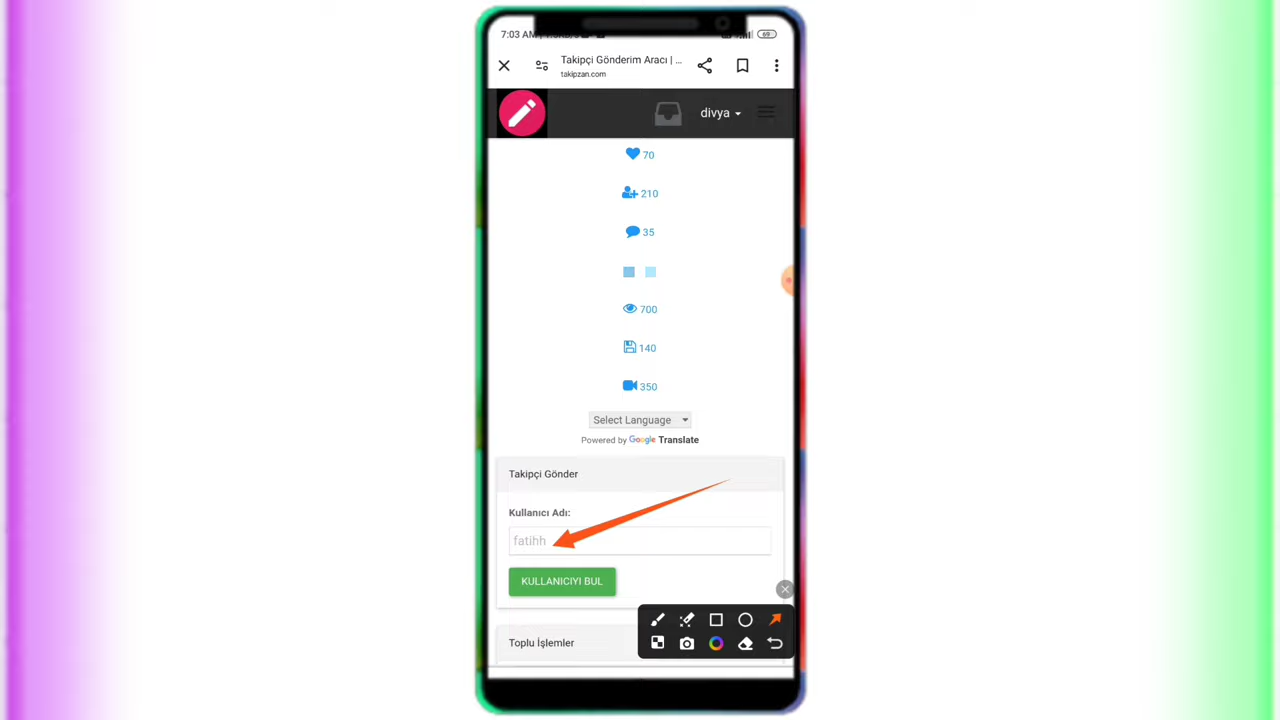 7:03 AM
69
Takipçi Gönderim Aracı | ...
takipzan.com
divya
70
210
35
700
140
350
Select Language
Powered by Google Translate
Takipçi Gönder
Kullanıcı Adı:
fatihh
KULLANICIYI BUL
Toplu İşlemler